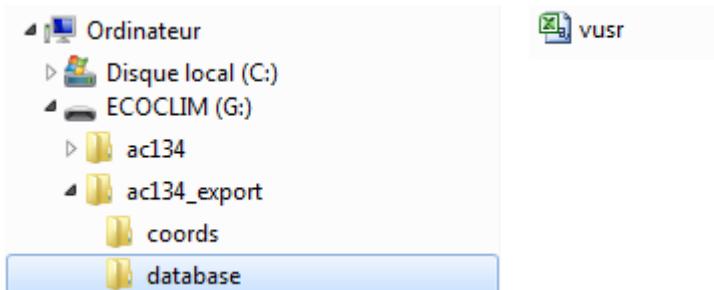 Ordinateur
Disque local (C:)
ECOCLIM (G:)
ac134
ac134_export
coords
database
vusr